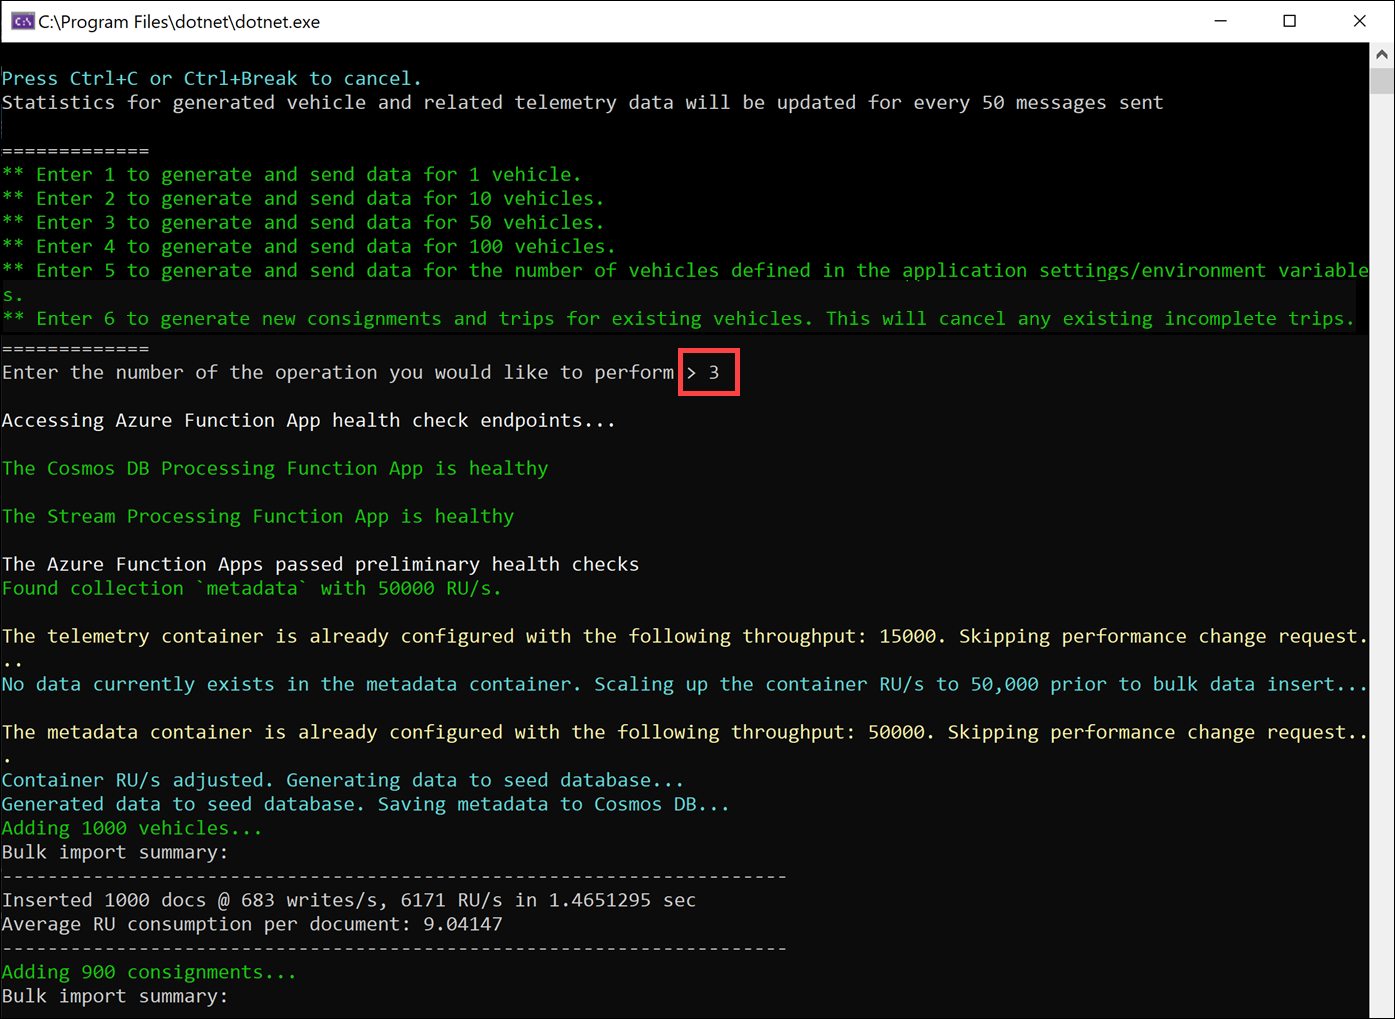 C:\Program Files\dotnet\dotnet.exe
Press Ctrl+C or Ctrl+Break to cancel.
Statistics for generated vehicle and related telemetry data will be updated for every 50 messages sent
=============
** Enter 1 to generate and send data for 1 vehicle.
** Enter 2 to generate and send data for 10 vehicles.
** Enter 3 to generate and send data for 50 vehicles.
** Enter 4 to generate and send data for 100 vehicles.
** Enter 5 to generate and send data for the number of vehicles defined in the application settings/environment variable
s.
** Enter 6 to generate new consignments and trips for existing vehicles. This will cancel any existing incomplete trips.
=============
Enter the number of the operation you would like to perform > 3
Accessing Azure Function App health check endpoints...
The Cosmos DB Processing Function App is healthy
The Stream Processing Function App is healthy
The Azure Function Apps passed preliminary health checks
Found collection `metadata` with 50000 RU/s.
The telemetry container is already configured with the following throughput: 15000. Skipping performance change request.
..
No data currently exists in the metadata container. Scaling up the container RU/s to 50,000 prior to bulk data insert...
The metadata container is already configured with the following throughput: 50000. Skipping performance change request..
.
Container RU/s adjusted. Generating data to seed database...
Generated data to seed database. Saving metadata to Cosmos DB...
Adding 1000 vehicles...
Bulk import summary:
---------------------------------------------------------------------
Inserted 1000 docs @ 683 writes/s, 6171 RU/s in 1.4651295 sec
Average RU consumption per document: 9.04147
---------------------------------------------------------------------
Adding 900 consignments...
Bulk import summary: